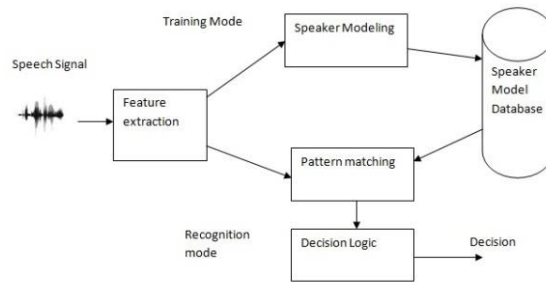 Training Mode
Speaker Modeling
Speech Signal
Speaker
Model
Database
Feature
extraction
Pattern matching
Recognition
mode
Decision Logic
Decision